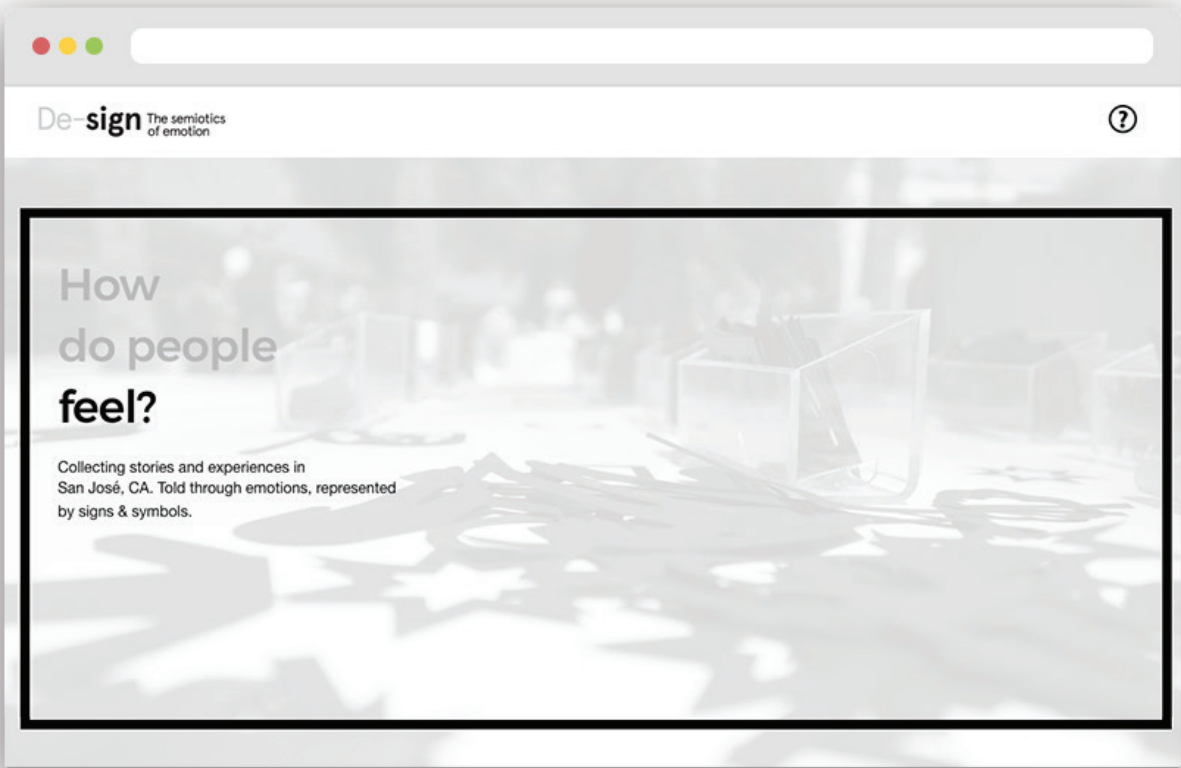 De-sign The semiotics
of emotion
?
How
do people
feel?
Collecting stories and experiences in
San José, CA. Told through emotions, represented
by signs & symbols.